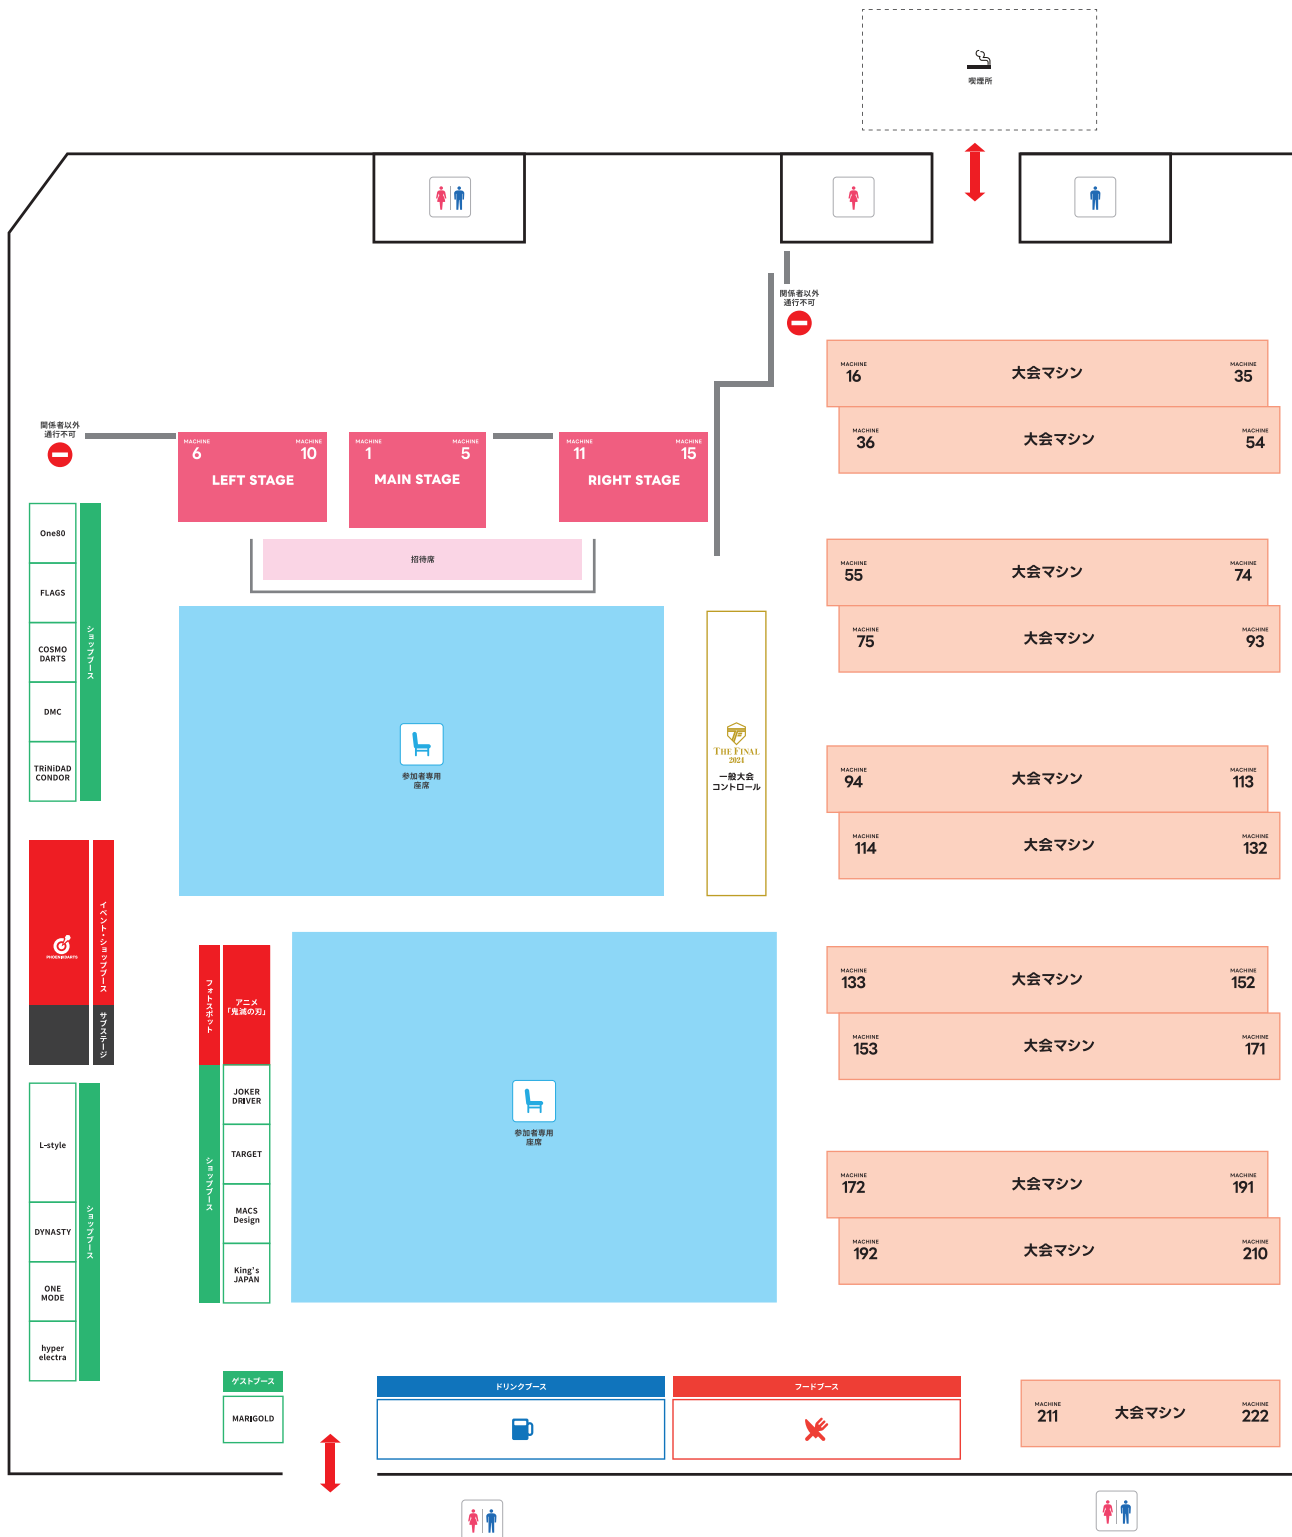 喫煙所
関係者以外
通行不可
MACHINE
16
大会マシン
MACHINE
35
MACHINE
36
大会マシン
MACHINE
54
関係者以外
通行不可
MACHINE
6
MACHINE
10
LEFT STAGE
MACHINE
1
MACHINE
5
MAIN STAGE
MACHINE
11
MACHINE
15
RIGHT STAGE
招待席
One80
FLAGS
COSMO
DARTS
DMC
TRiNiDAD
CONDOR
ショップブース
MACHINE
55
大会マシン
MACHINE
74
MACHINE
75
大会マシン
MACHINE
93
参加者専用
座席
THE FINAL
2024
一般大会
コントロール
MACHINE
94
大会マシン
MACHINE
113
MACHINE
114
大会マシン
MACHINE
132
PHOENIXDARTS
イベント・ショップブース
サブステージ
フォトスポット
アニメ
「鬼滅の刃」
JOKER
DRIVER
TARGET
MACS
Design
King's
JAPAN
ショップブース
参加者専用
座席
MACHINE
133
大会マシン
MACHINE
152
MACHINE
153
大会マシン
MACHINE
171
L-style
DYNASTY
ONE
MODE
hyper
electra
ショップブース
MACHINE
172
大会マシン
MACHINE
191
MACHINE
192
大会マシン
MACHINE
210
ゲストブース
MARIGOLD
ドリンクブース
フードブース
MACHINE
211
大会マシン
MACHINE
222